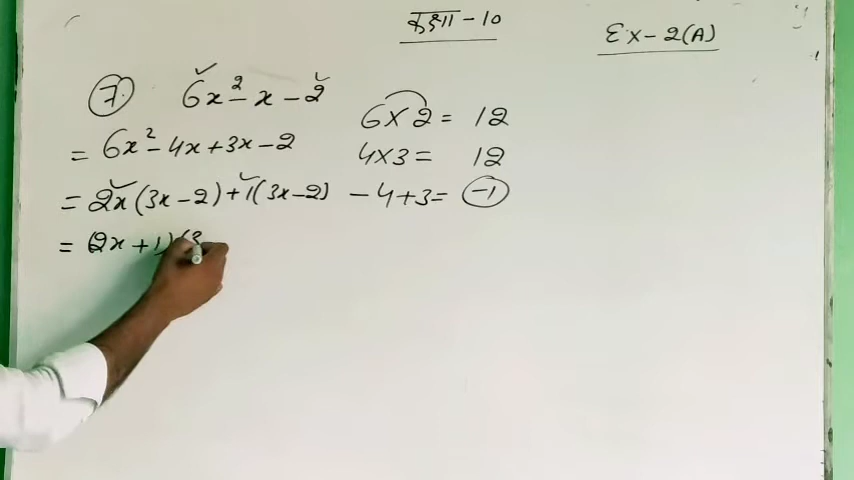 कक्षा - 10
Ex - 2(A)
7. 6x² - x - 2
= 6x² - 4x + 3x - 2
= 2x (3x - 2) + 1 (3x - 2)
= (2x + 1) (3
6 × 2 = 12
4 × 3 = 12
- 4 + 3 = -1